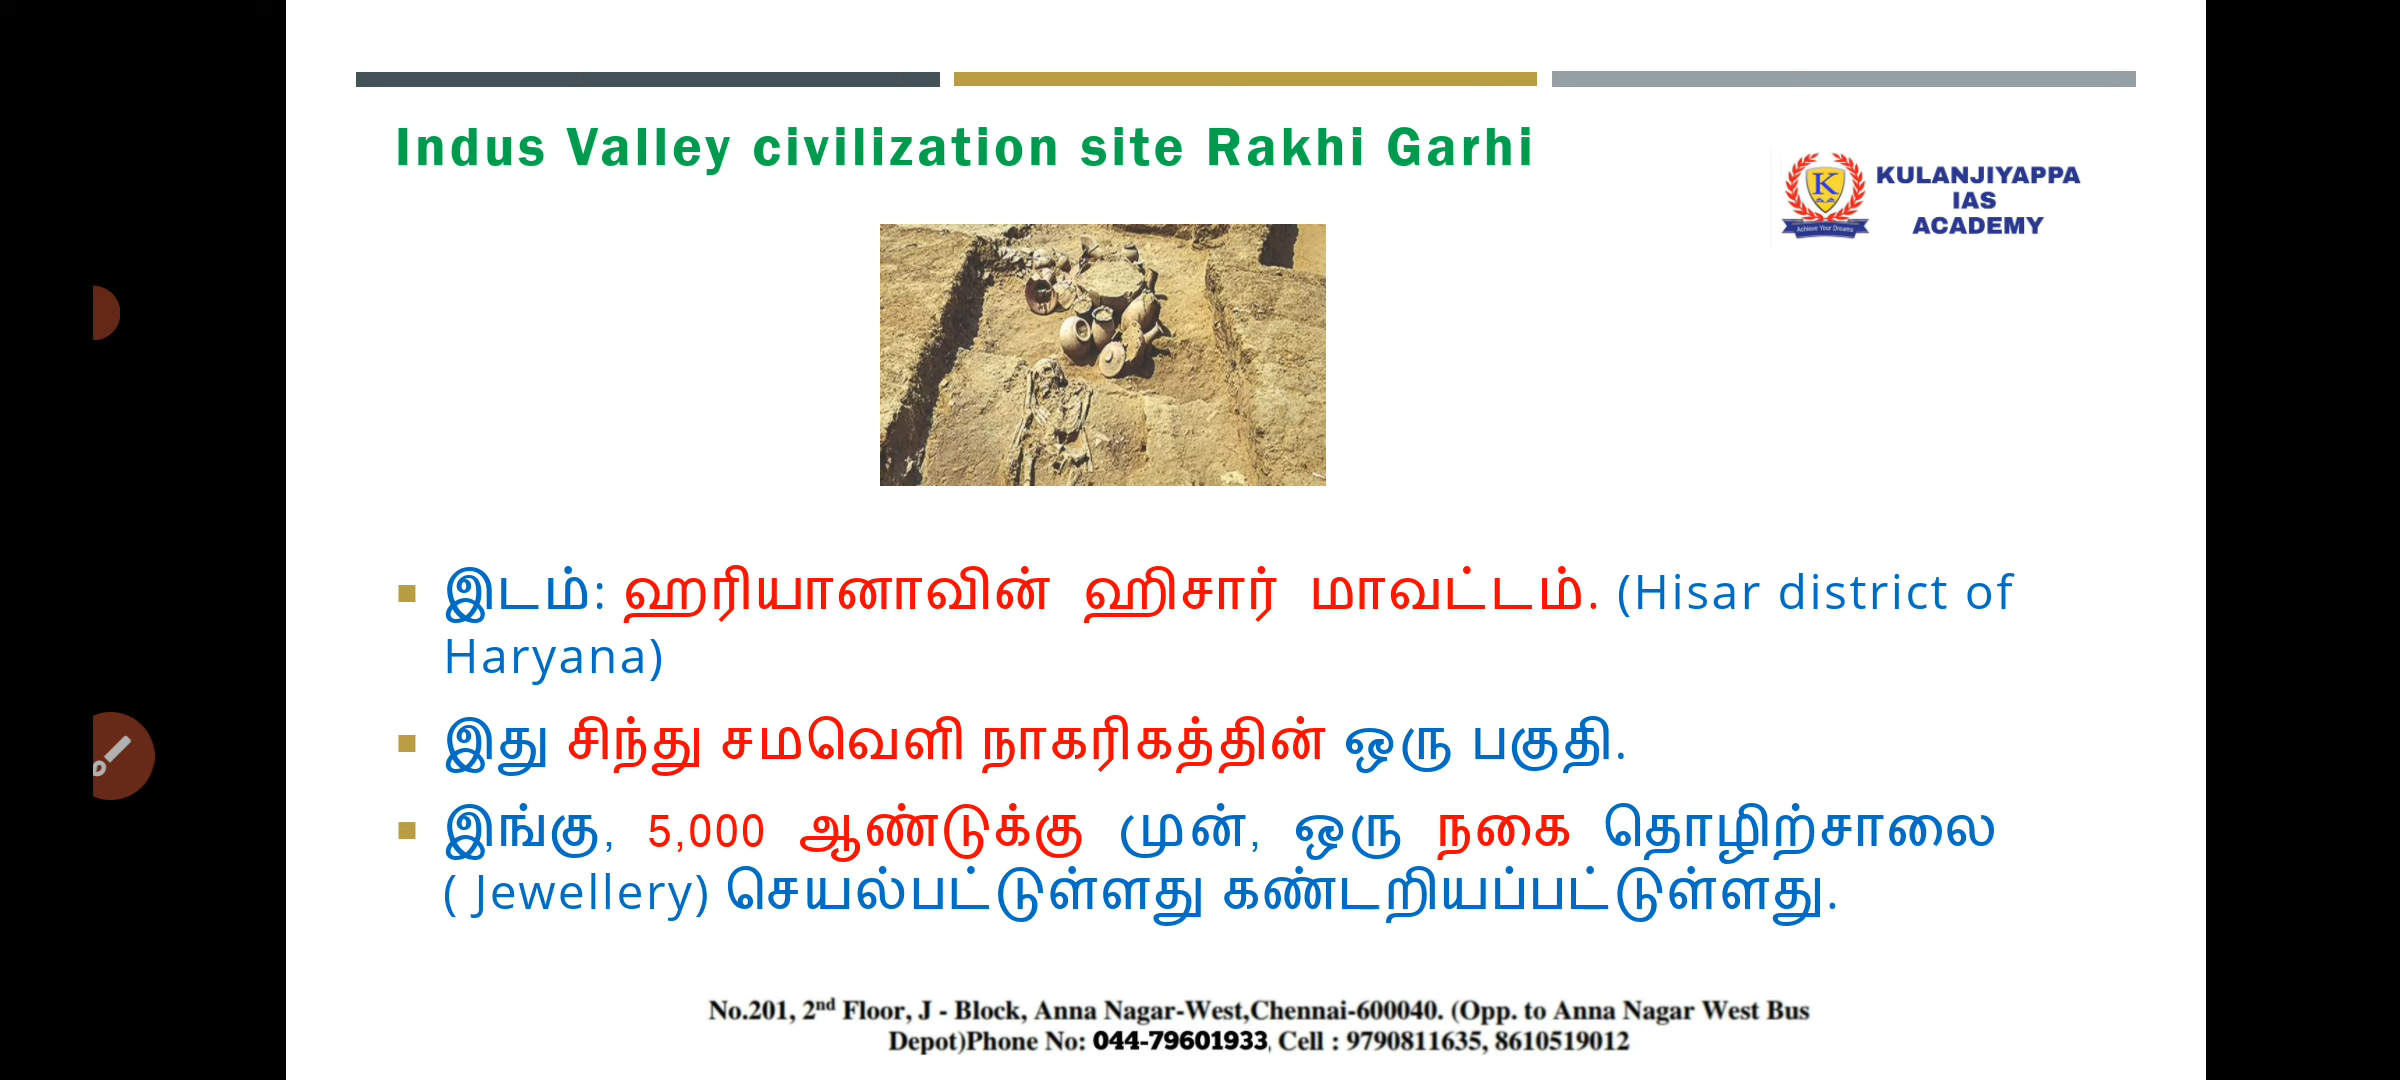 Indus Valley civilization site Rakhi Garhi
K
Achieve Your Dreams
KULANJIYAPPA
IAS
ACADEMY
இடம்: ஹரியானாவின் ஹிசார் மாவட்டம். (Hisar district of
Haryana)
இது சிந்து சமவெளி நாகரிகத்தின் ஒரு பகுதி.
இங்கு, 5,000 ஆண்டுக்கு முன், ஒரு நகை தொழிற்சாலை
( Jewellery) செயல்பட்டுள்ளது கண்டறியப்பட்டுள்ளது.
No.201, 2nd Floor, J - Block, Anna Nagar-West,Chennai-600040. (Opp. to Anna Nagar West Bus
Depot)Phone No: 044-79601933, Cell : 9790811635, 8610519012